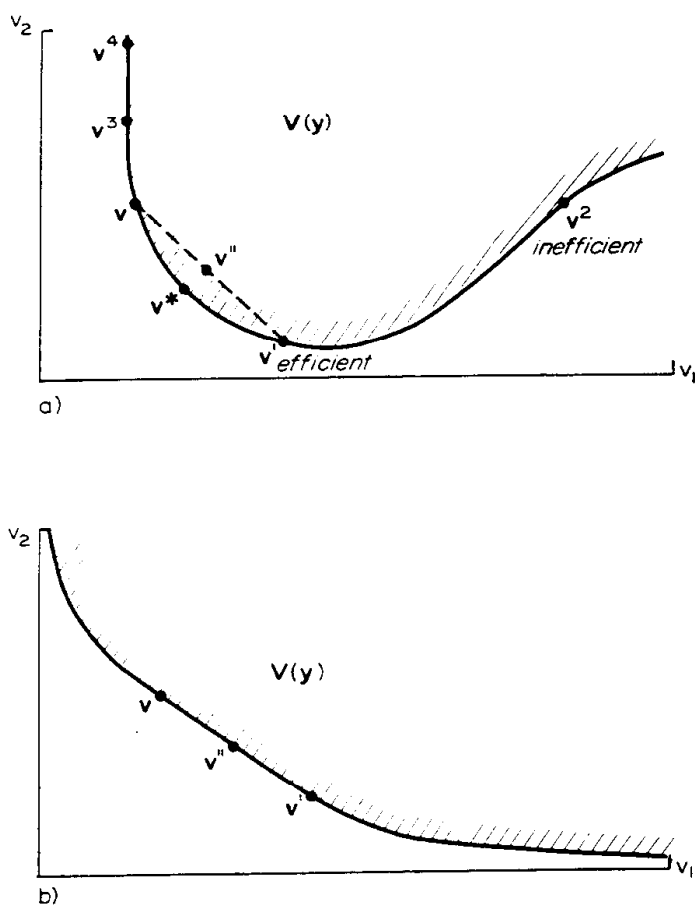 v₂
v⁴
v³
V(y)
v
v"
v²
inefficient
v*
v' efficient
v₁
a)
v₂
V(y)
v
v"
v'
v₁
b)